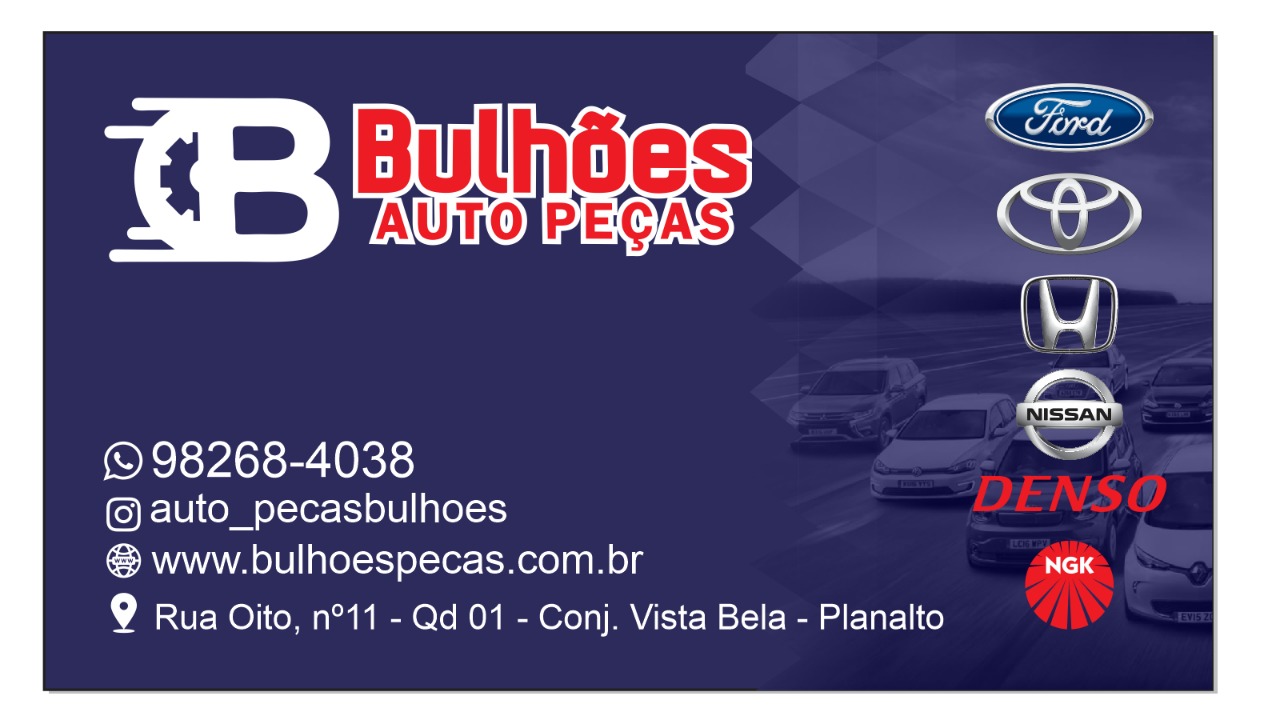 B
Bulhões
AUTO PEÇAS
98268-4038
auto_pecasbulhoes
www.bulhoespecas.com.br
Rua Oito, nº11 - Qd 01 - Conj. Vista Bela - Planalto
Ford
NISSAN
DENSO
NGK